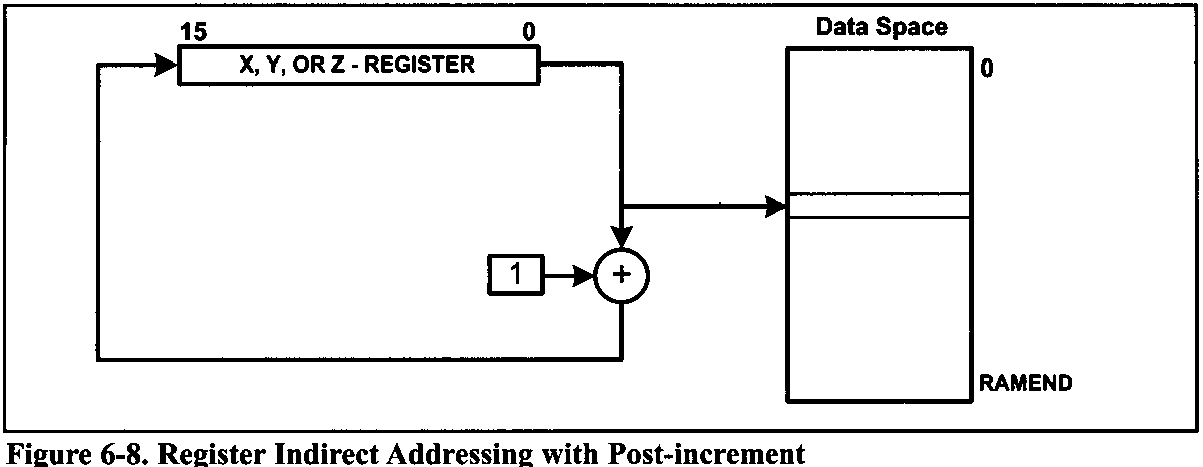 15 0
X, Y, OR Z - REGISTER
Data Space
0
1
+
RAMEND
Figure 6-8. Register Indirect Addressing with Post-increment